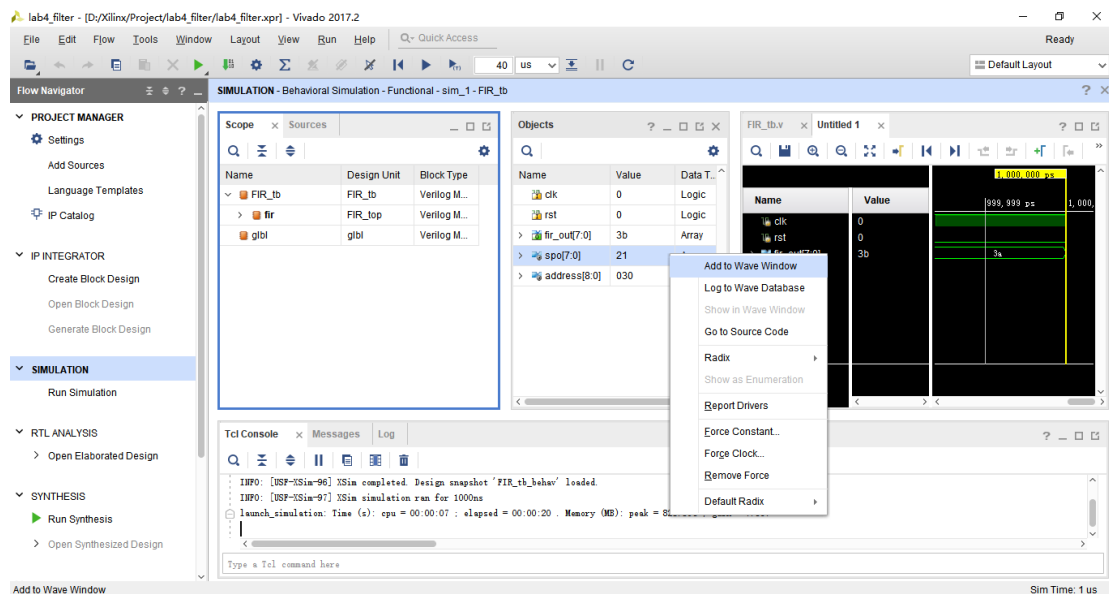 lab4_filter - [D:/Xilinx/Project/lab4_filter/lab4_filter.xpr] - Vivado 2017.2
File Edit Flow Tools Window Layout View Run Help Q- Quick Access Ready
40 us Default Layout
Flow Navigator
SIMULATION - Behavioral Simulation - Functional - sim_1 - FIR_tb
PROJECT MANAGER
Settings
Add Sources
Language Templates
IP Catalog
IP INTEGRATOR
Create Block Design
Open Block Design
Generate Block Design
SIMULATION
Run Simulation
RTL ANALYSIS
Open Elaborated Design
SYNTHESIS
Run Synthesis
Open Synthesized Design
Scope Sources
Name Design Unit Block Type
FIR_tb FIR_tb Verilog M...
fir FIR_top Verilog M...
glbl glbl Verilog M...
Objects
Name Value Data T..
clk 0 Logic
rst 0 Logic
fir_out[7:0] 3b Array
spo[7:0] 21
address[8:0] 030
FIR_tb.v Untitled 1
Name Value
clk 0
rst 0
3b
1,000,000 ps
999,999 ps 1,000,
3a
Add to Wave Window
Log to Wave Database
Show in Wave Window
Go to Source Code
Radix
Show as Enumeration
Report Drivers
Force Constant...
Force Clock...
Remove Force
Default Radix
Tcl Console Messages Log
INFO: [USF-XSim-96] XSim completed. Design snapshot 'FIR_tb_behav' loaded.
INFO: [USF-XSim-97] XSim simulation ran for 1000ns
launch_simulation: Time (s): cpu = 00:00:07 ; elapsed = 00:00:20 . Memory (MB): peak =
Type a Tcl command here
Add to Wave Window Sim Time: 1 us